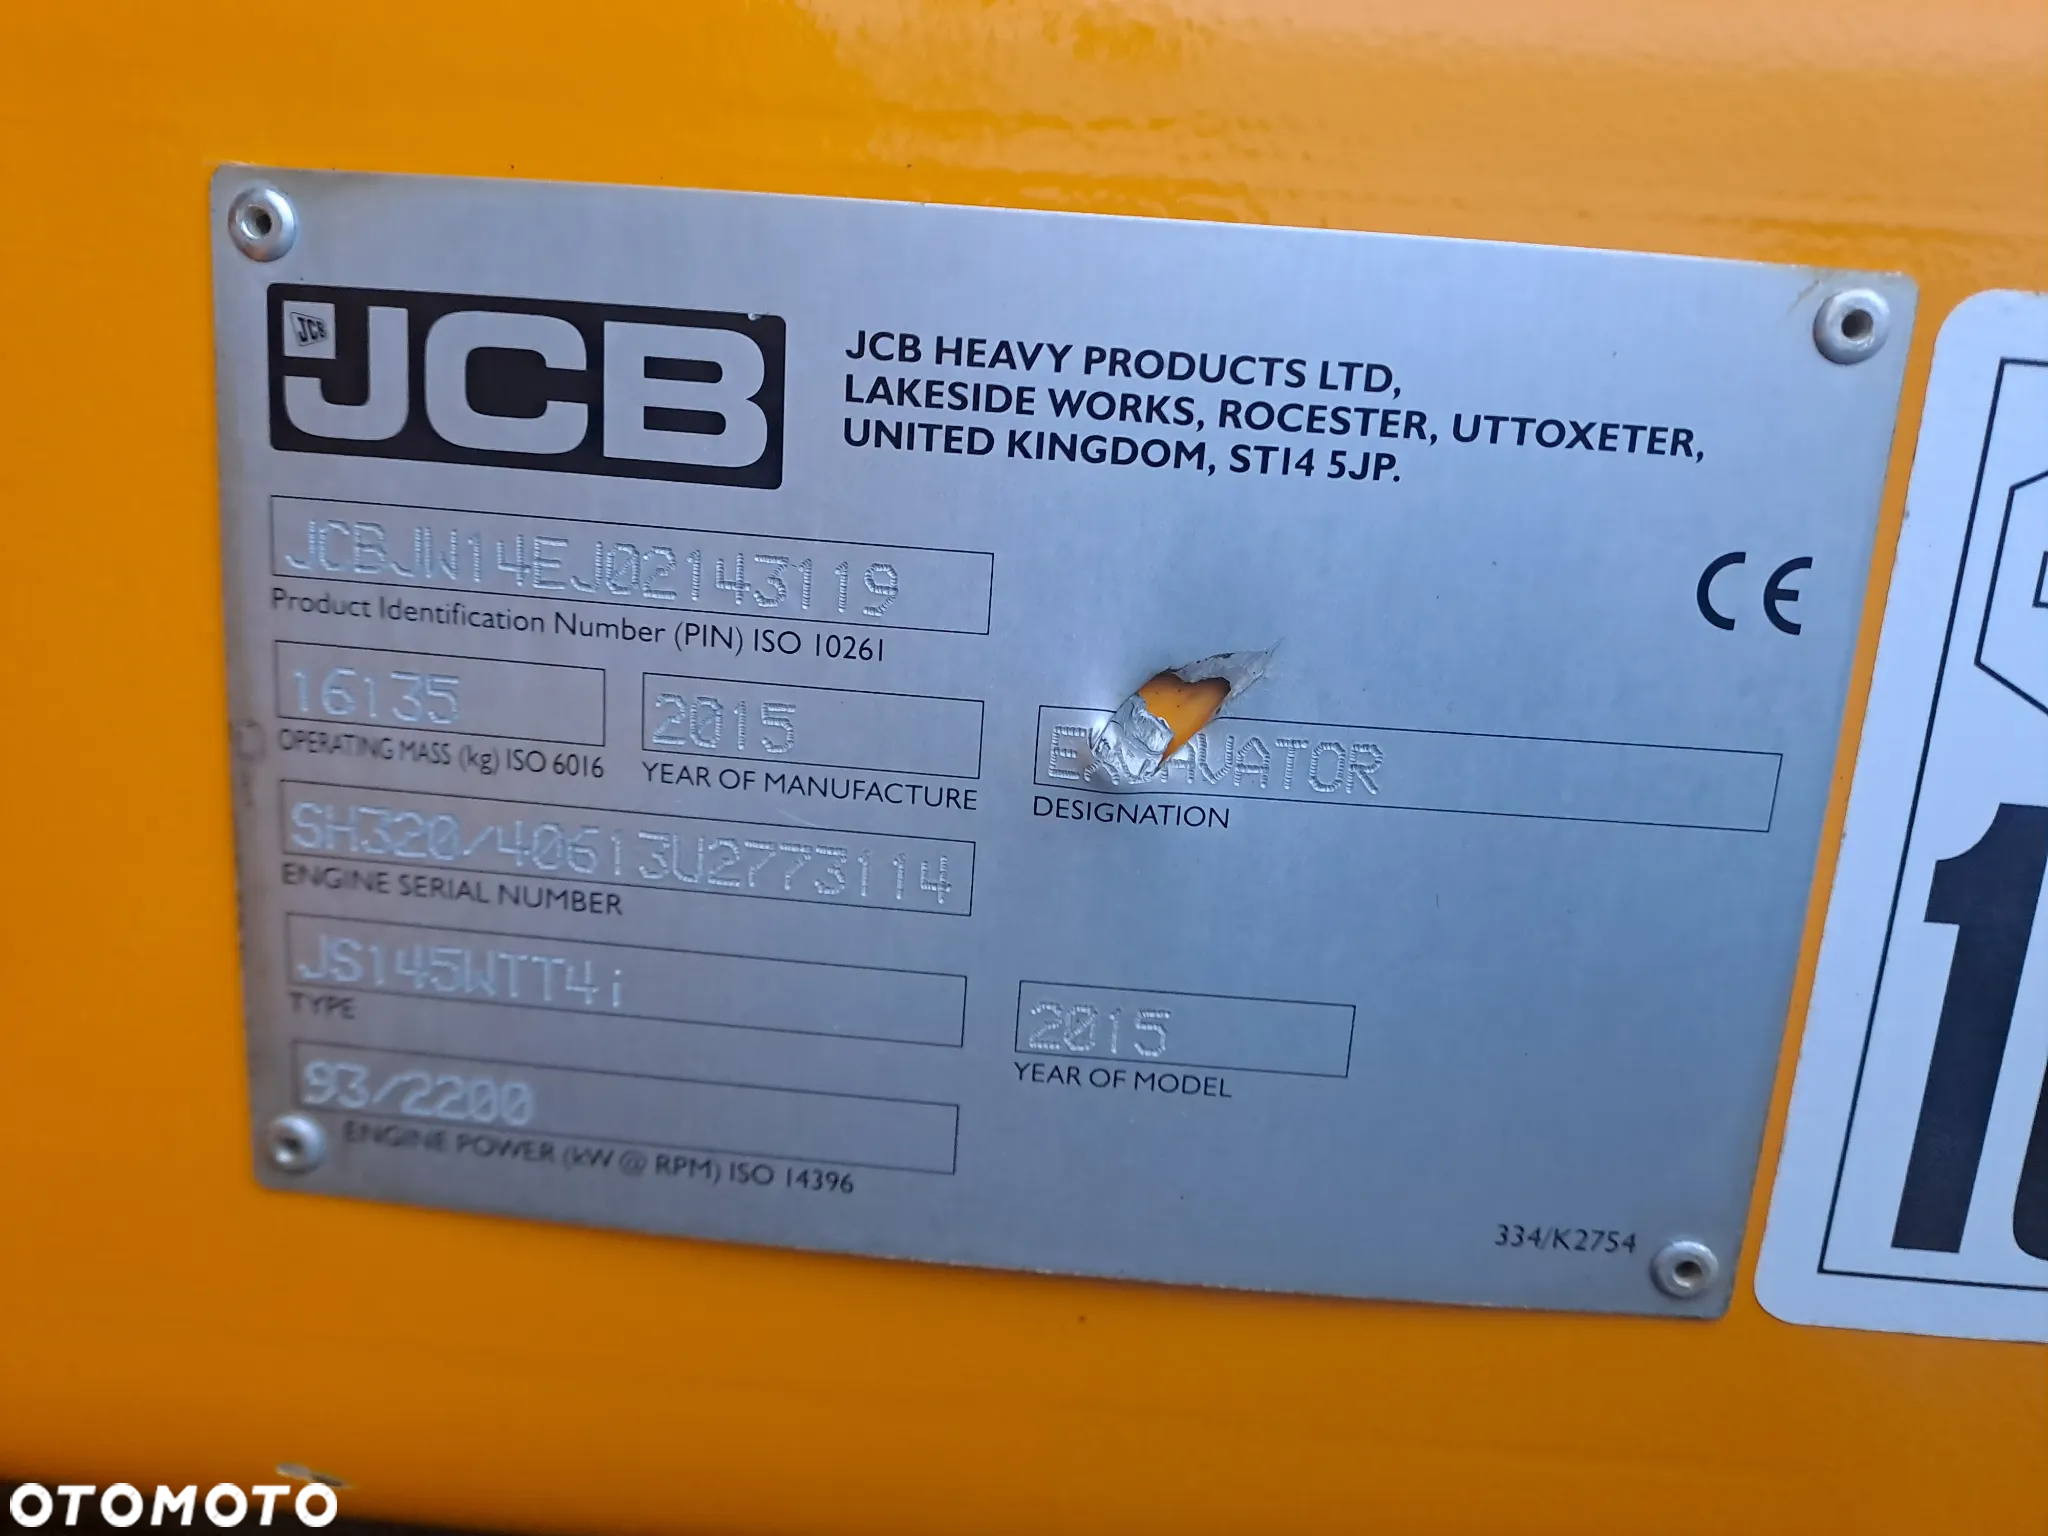 JCB
JCB
JCB HEAVY PRODUCTS LTD,
LAKESIDE WORKS, ROCESTER, UTTOXETER,
UNITED KINGDOM, ST14 5JP.
JCBJW14EJ02143119
Product Identification Number (PIN) ISO 10261
CE
16135
OPERATING MASS (kg) ISO 6016
2015
YEAR OF MANUFACTURE
DESIGNATION
SH320/40613U2773114
ENGINE SERIAL NUMBER
JS145WTT4i
TYPE
2015
YEAR OF MODEL
93/2200
ENGINE POWER (kW @ RPM) ISO 14396
334/K2754
OTOMOTO